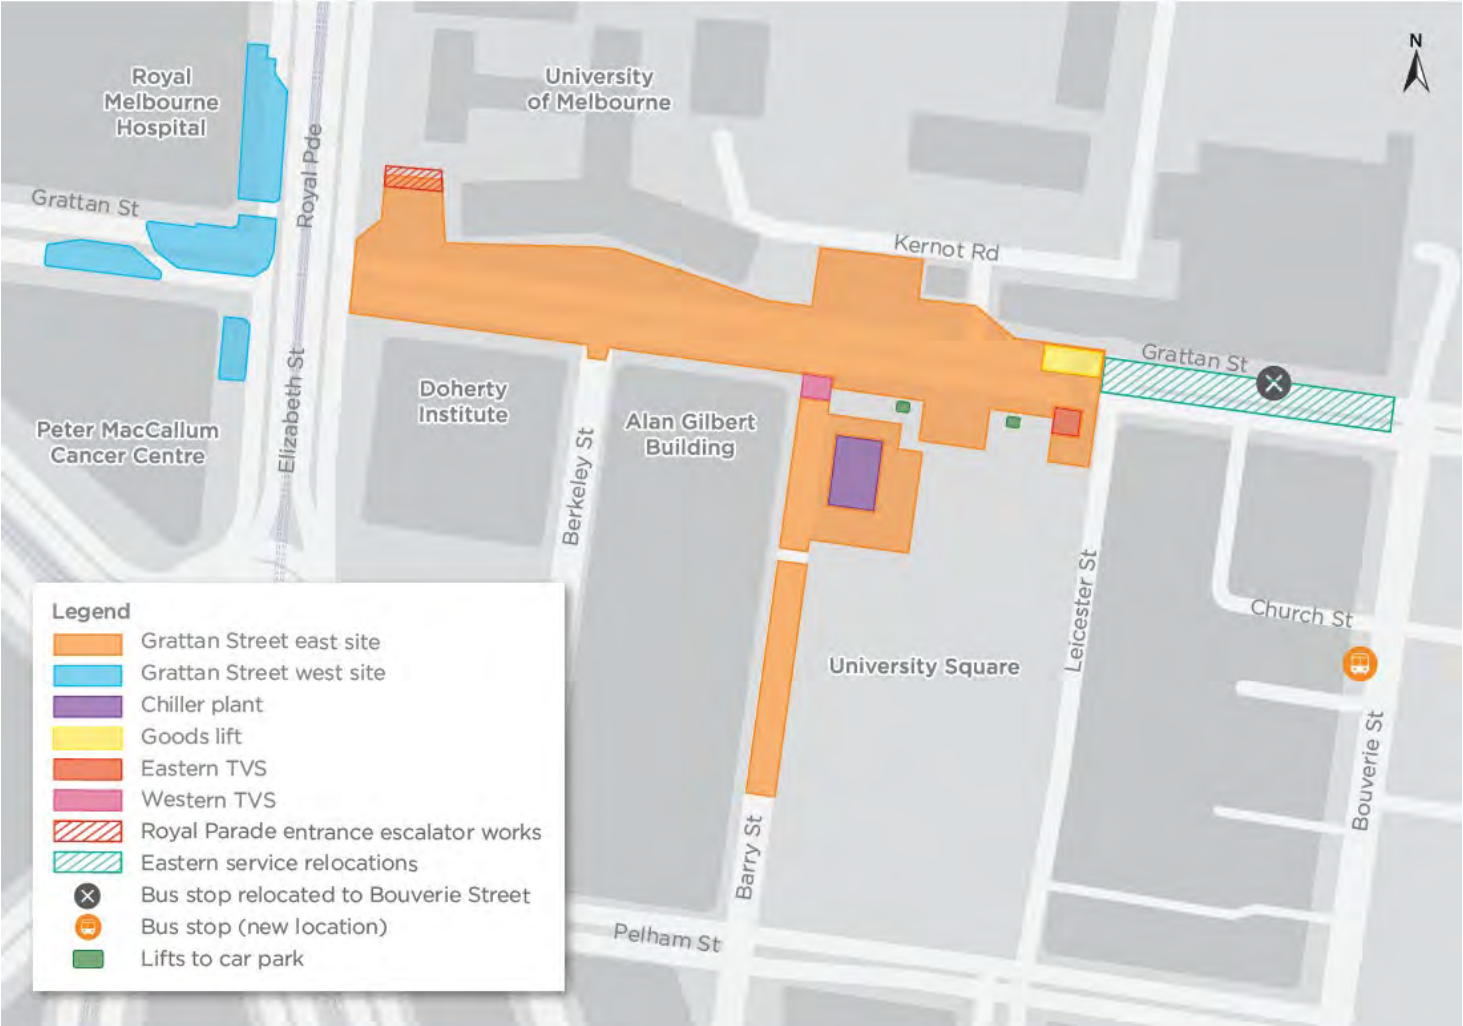 N
Royal
Melbourne
Hospital
University
of Melbourne
Royal Pde
Grattan St
Kernot Rd
Grattan St
Elizabeth St
Doherty
Institute
Alan Gilbert
Building
Peter MacCallum
Cancer Centre
Berkeley St
Leicester St
Church St
University Square
Bouverie St
Barry St
Pelham St
Legend
Grattan Street east site
Grattan Street west site
Chiller plant
Goods lift
Eastern TVS
Western TVS
Royal Parade entrance escalator works
Eastern service relocations
Bus stop relocated to Bouverie Street
Bus stop (new location)
Lifts to car park